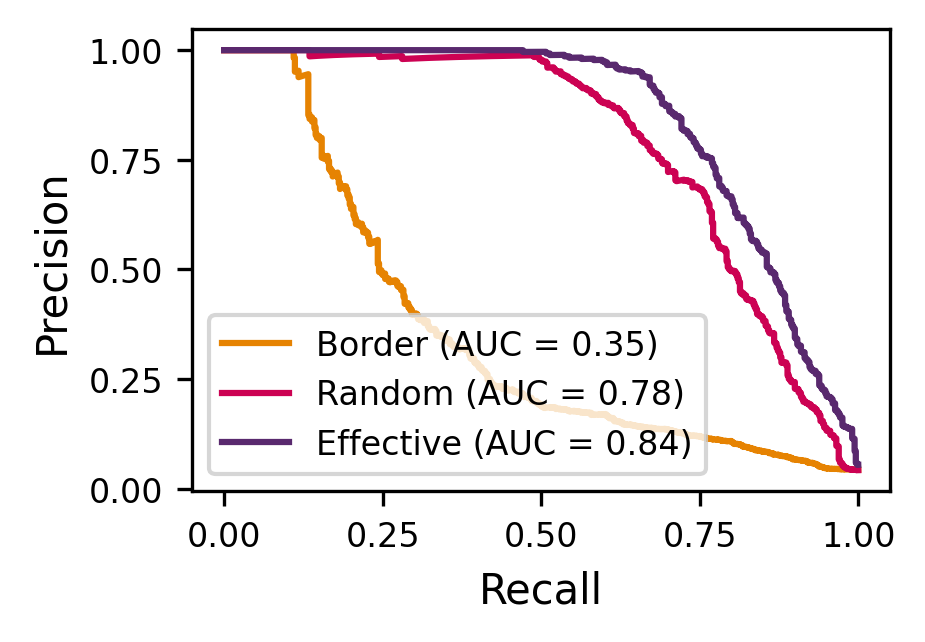 1.00
0.75
0.50
0.25
0.00
Precision
Border (AUC = 0.35)
Random (AUC = 0.78)
Effective (AUC = 0.84)
0.00 0.25 0.50 0.75 1.00
Recall